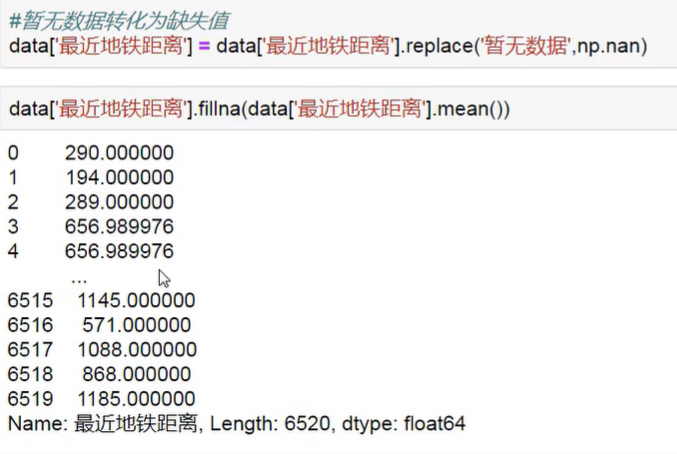 #暂无数据转化为缺失值
data['最近地铁距离'] = data['最近地铁距离'].replace('暂无数据',np.nan)
data['最近地铁距离'].fillna(data['最近地铁距离'].mean())
0 290.000000
1 194.000000
2 289.000000
3 656.989976
4 656.989976
...
6515 1145.000000
6516 571.000000
6517 1088.000000
6518 868.000000
6519 1185.000000
Name: 最近地铁距离, Length: 6520, dtype: float64